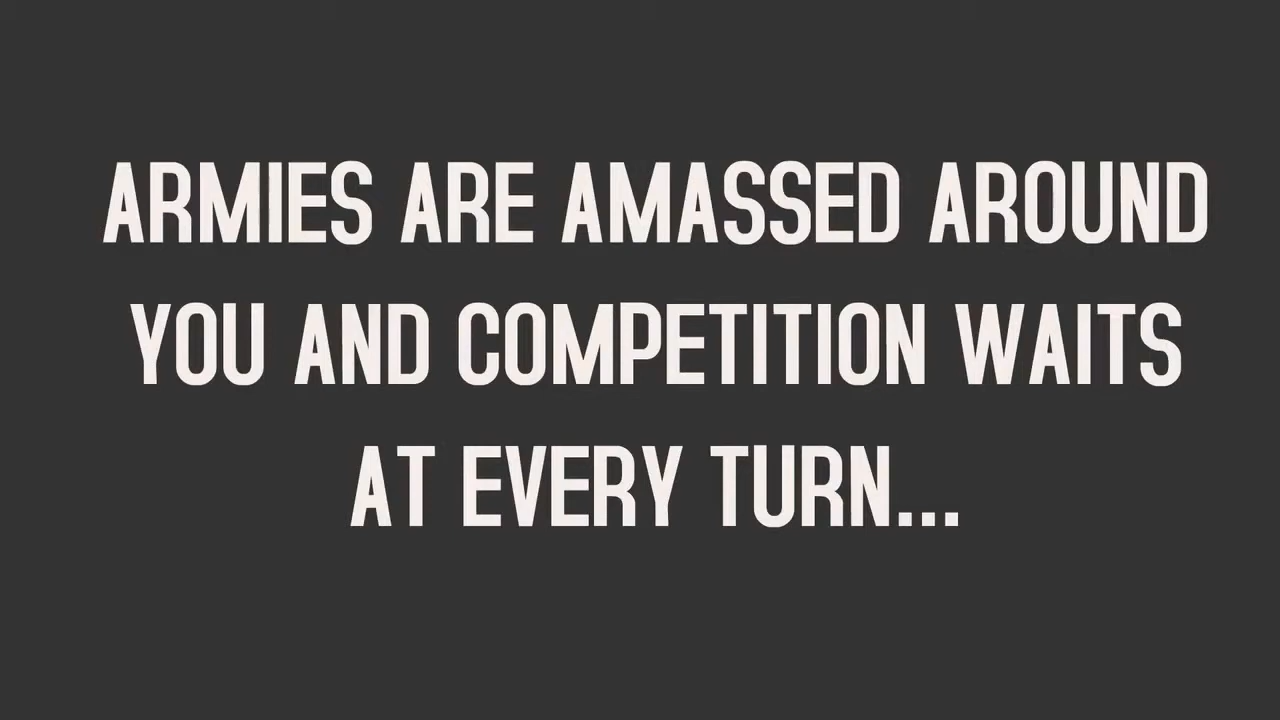 ARMIES ARE AMASSED AROUND
YOU AND COMPETITION WAITS
AT EVERY TURN...